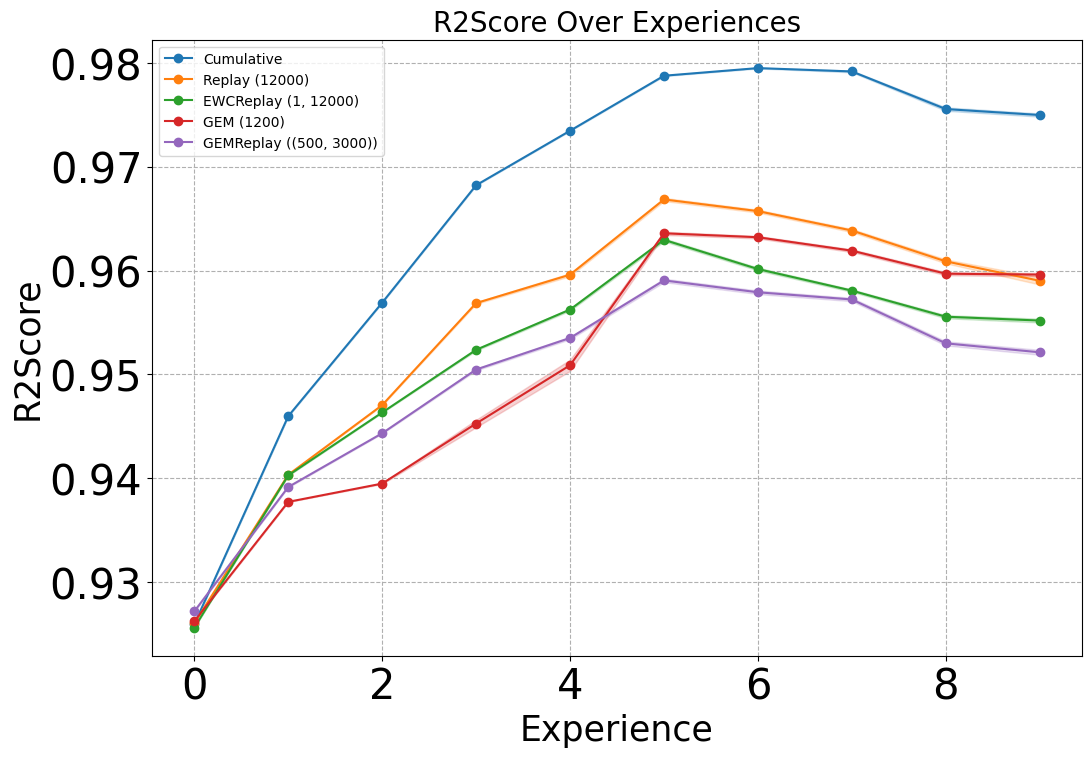 R2Score Over Experiences
Cumulative
Replay (12000)
EWCReplay (1, 12000)
GEM (1200)
GEMReplay ((500, 3000))
0.98
0.97
0.96
0.95
0.94
0.93
R2Score
0 2 4 6 8
Experience